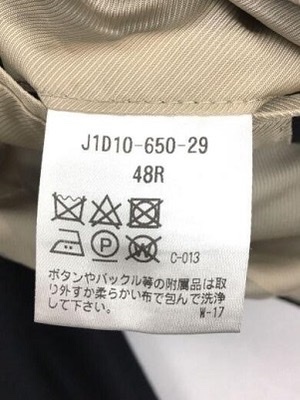 J1D10-650-29
48R
P W C-013
ボタンやバックル等の附属品は取
り外すか柔らかい布で包んで洗浄
して下さい。
W-17